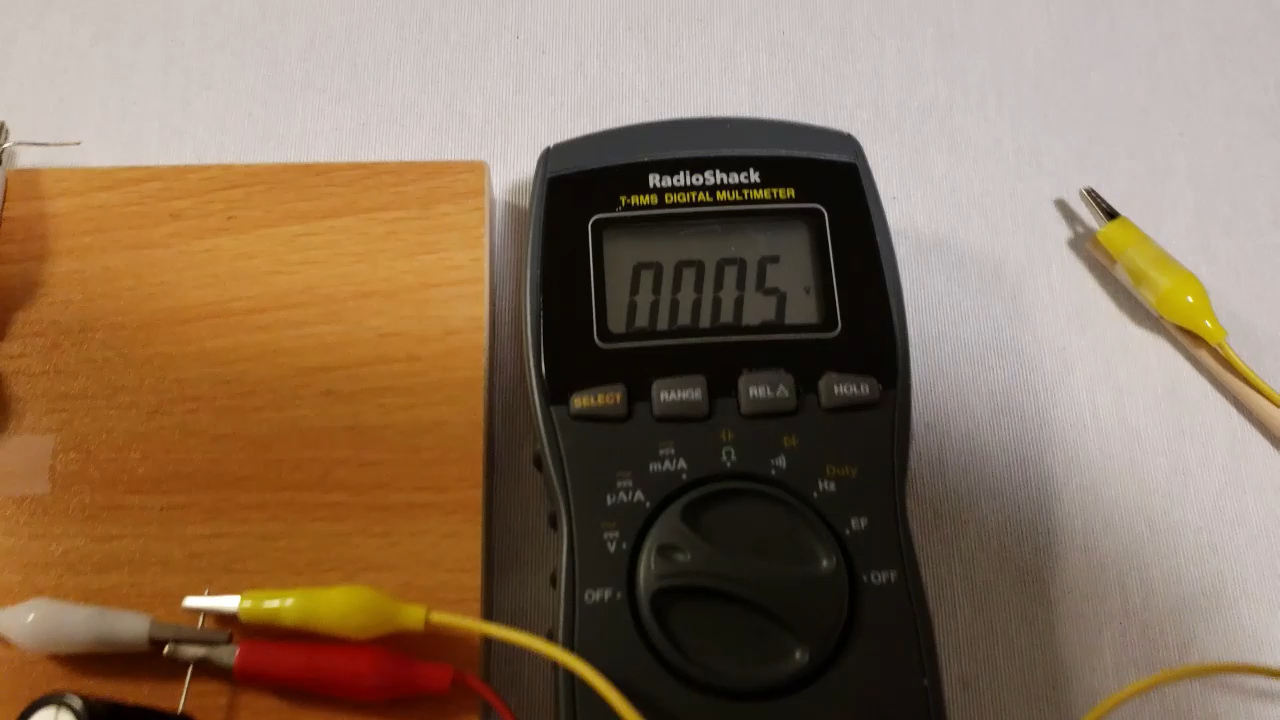 RadioShack
T-RMS DIGITAL MULTIMETER
0005 V
SELECT RANGE REL△ HOLD
mA/A Ω
µA/A Duty Hz
V EF
OFF OFF